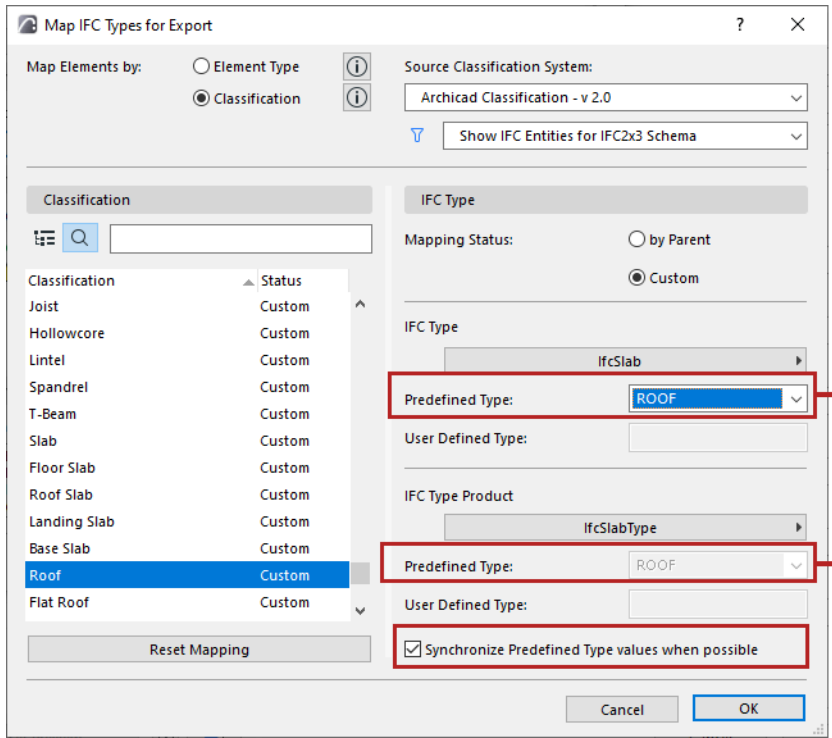 Map IFC Types for Export
?
Map Elements by:
Element Type
Classification
Source Classification System:
Archicad Classification - v 2.0
Show IFC Entities for IFC2x3 Schema
Classification
Classification Status
Joist Custom
Hollowcore Custom
Lintel Custom
Spandrel Custom
T-Beam Custom
Slab Custom
Floor Slab Custom
Roof Slab Custom
Landing Slab Custom
Base Slab Custom
Roof Custom
Flat Roof Custom
Reset Mapping
IFC Type
Mapping Status:
by Parent
Custom
IFC Type
IfcSlab
Predefined Type: ROOF
User Defined Type:
IFC Type Product
IfcSlabType
Predefined Type: ROOF
User Defined Type:
Synchronize Predefined Type values when possible
Cancel
OK